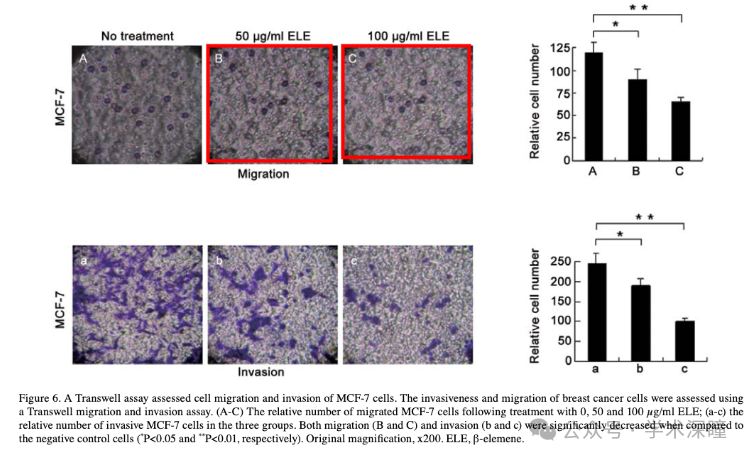 No treatment 50 µg/ml ELE 100 µg/ml ELE
MCF-7
A B C
Migration
* *
*
Relative cell number
125
100
75
50
25
0
A B C
MCF-7
a b c
Invasion
* *
*
Relative cell number
250
200
150
100
50
0
a b c
Figure 6. A Transwell assay assessed cell migration and invasion of MCF-7 cells. The invasiveness and migration of breast cancer cells were assessed using
a Transwell migration and invasion assay. (A-C) The relative number of migrated MCF-7 cells following treatment with 0, 50 and 100 µg/ml ELE; (a-c) the
relative number of invasive MCF-7 cells in the three groups. Both migration (B and C) and invasion (b and c) were significantly decreased when compared to
the negative control cells (*P<0.05 and **P<0.01, respectively). Original magnification, x200. ELE, β-elemene.
公众号 · 学术深瞳